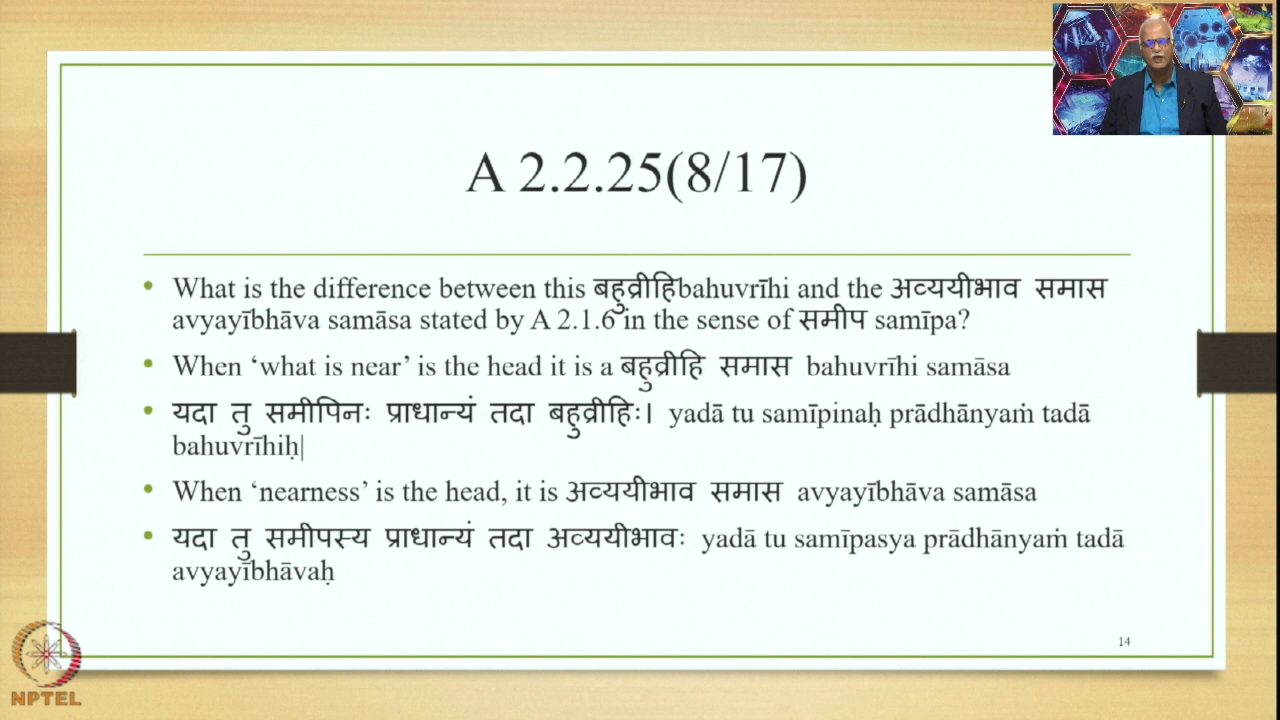 A 2.2.25(8/17)
• What is the difference between this बहुव्रीहिbahuvrīhi and the अव्ययीभाव समास
avyayībhāva samāsa stated by A 2.1.6 in the sense of समीप samīpa?
• When ‘what is near’ is the head it is a बहुव्रीहि समास bahuvrīhi samāsa
• यदा तु समीपिनः प्राधान्यं तदा बहुव्रीहिः। yadā tu samīpinaḥ prādhānyaṁ tadā
bahuvrīhiḥ|
• When ‘nearness’ is the head, it is अव्ययीभाव समास avyayībhāva samāsa
• यदा तु समीपस्य प्राधान्यं तदा अव्ययीभावः yadā tu samīpasya prādhānyaṁ tadā
avyayībhāvaḥ
14
NPTEL